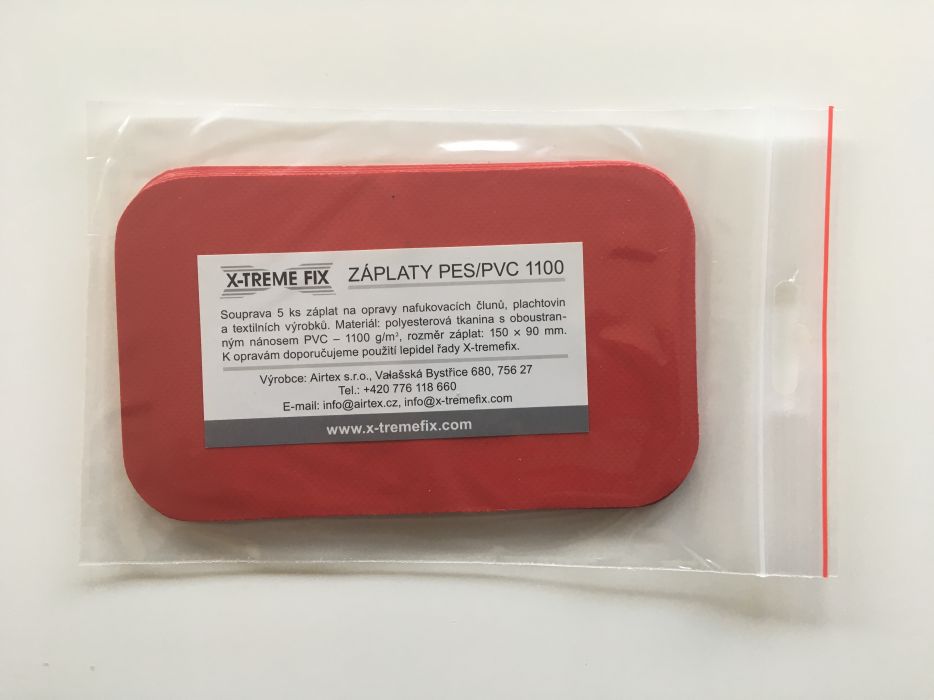 X-TREME FIX
ZÁPLATY PES/PVC 1100
Souprava 5 ks záplat na opravy nafukovacích člunů, plachtovin
a textilních výrobků. Materiál: polyesterová tkanina s oboustran-
ným nánosem PVC – 1100 g/m², rozměr záplat: 150 x 90 mm.
K opravám doporučujeme použití lepidel řady X-tremefix.
Výrobce: Airtex s.r.o., Valašská Bystřice 680, 756 27
Tel.: +420 776 118 660
E-mail: info@airtex.cz, info@x-tremefix.com
www.x-tremefix.com